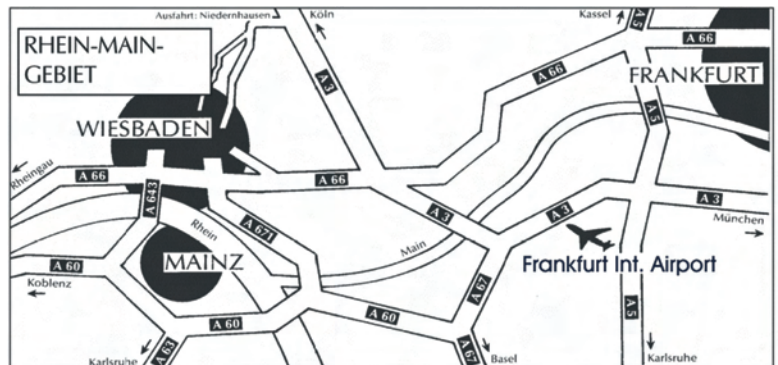 Ausfahrt: Niedernhausen
Köln
Kassel
A 5
RHEIN-MAIN-
GEBIET
A 66
A 3
A 66
FRANKFURT
A 5
WIESBADEN
Rheingau
A 66
A 66
A 643
A 3
A 3
A 3
München
Rhein
A 671
Main
MAINZ
Frankfurt Int. Airport
A 60
Koblenz
A 67
A 5
A 60
A 60
Karlsruhe
A 63
A 67
Basel
Karlsruhe